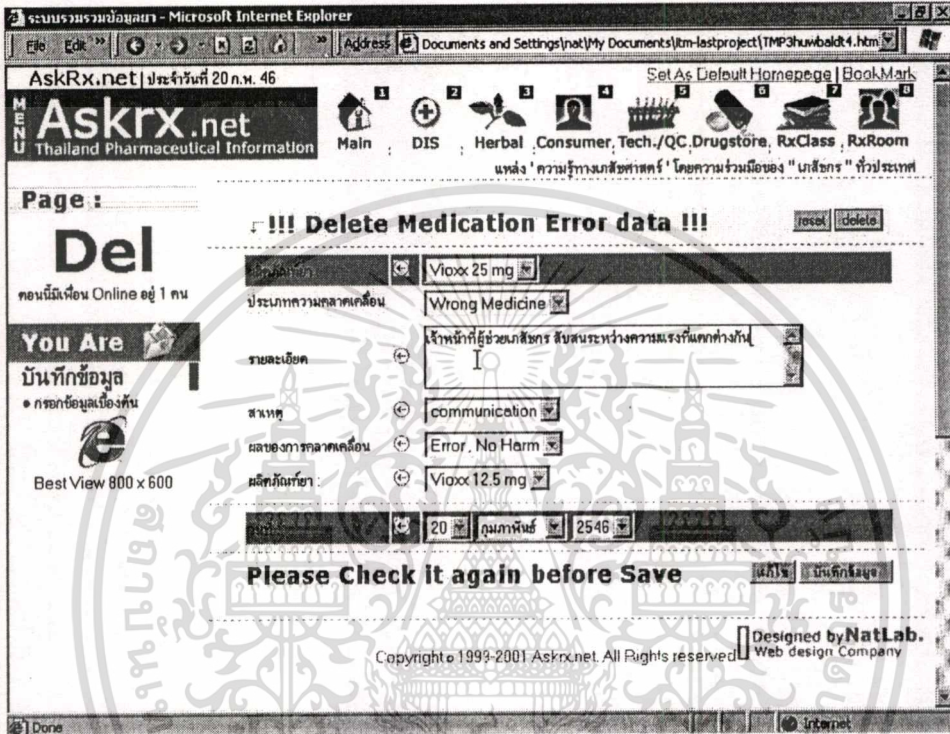 ระบบรวมรวมข้อมูลยา - Microsoft Internet Explorer
File Edit » » Address Documents and Settings\nat\My Documents\itm-lastproject\TMP3huwbaldt4.htm
AskRx.net | ประจำวันที่ 20 ก.พ. 46 Set As Default Homepege | BookMark
MENU
Askrx.net
Thailand Pharmaceutical Information
1 2 3 4 5 6 7 8
Main : DIS : Herbal : Consumer : Tech./QC : Drugstore : RxClass : RxRoom
แหล่ง ' ความรู้ทางเภสัชศาสตร์ ' โดยความร่วมมือของ " เภสัชกร " ทั่วประเทศ
Page :
Del
ตอนนี้มีเพื่อน Online อยู่ 1 คน
You Are
บันทึกข้อมูล
• กรอกข้อมูลเบื้องต้น
Best View 800 x 600
!!! Delete Medication Error data !!! reset delete
ผลิตภัณฑ์ยา Vioxx 25 mg
ประเภทความคลาดเคลื่อน Wrong Medicine
รายละเอียด เจ้าหน้าที่ผู้ช่วยเภสัชกร สับสนระหว่างความแรงที่แตกต่างกัน
สาเหตุ communication
ผลของการคลาดเคลื่อน Error , No Harm
ผลิตภัณฑ์ยา : Vioxx 12.5 mg
20 กุมภาพันธ์ 2546
Please Check it again before Save แก้ไข บันทึกข้อมูล
Designed by NatLab.
Web design Company
Copyright© 1993-2001 Askrx.net. All Rights reserved
Done Internet